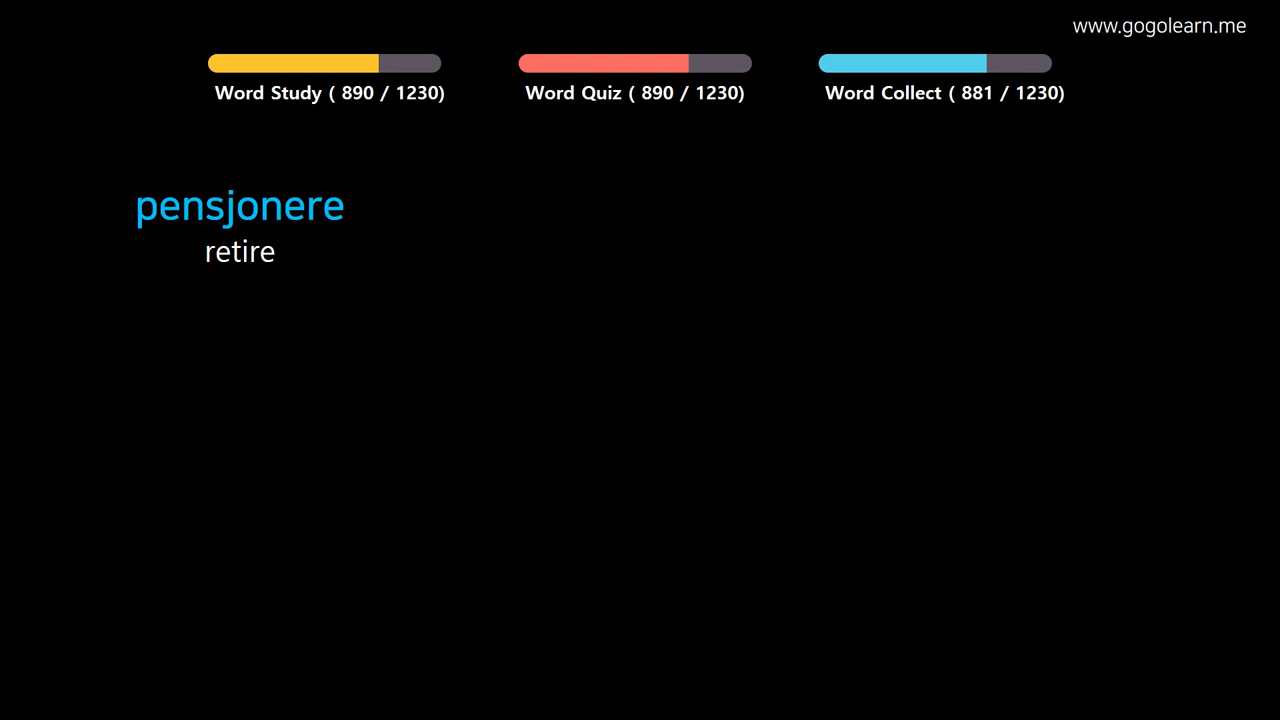 www.gogolearn.me
Word Study ( 890 / 1230)
Word Quiz ( 890 / 1230)
Word Collect ( 881 / 1230)
pensjonere
retire